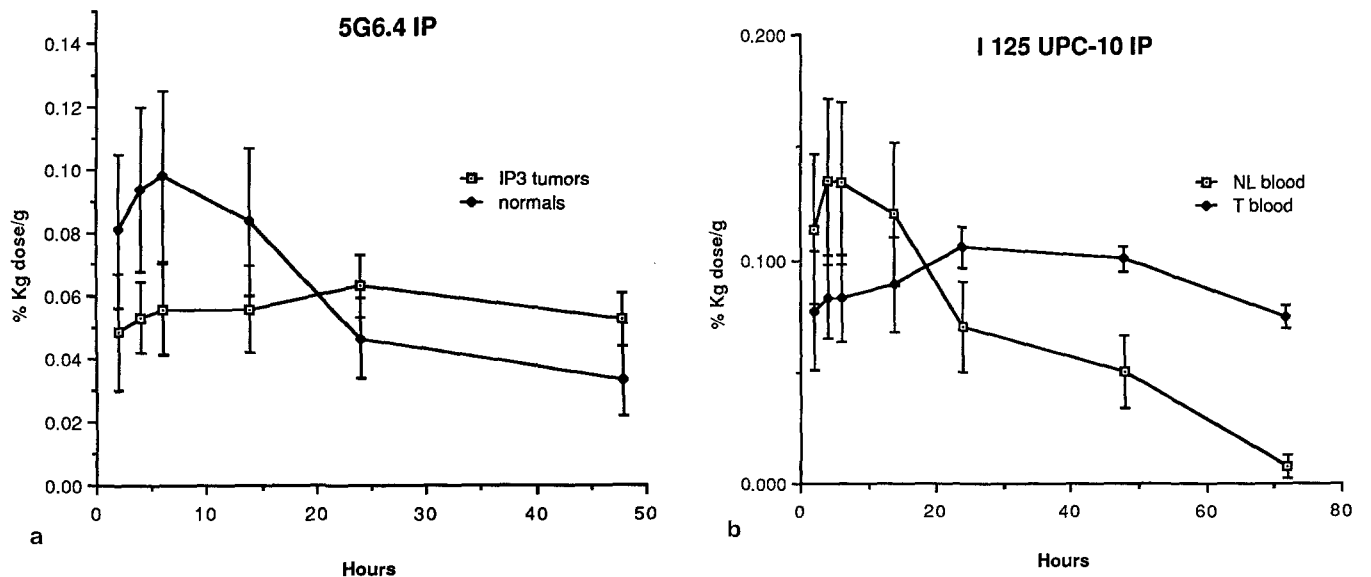 5G6.4 IP
% Kg dose/g
0.14
0.12
0.10
0.08
0.06
0.04
0.02
0.00
IP3 tumors
normals
0 10 20 30 40 50
a
Hours
I 125 UPC-10 IP
% Kg dose/g
0.200
0.100
0.000
NL blood
T blood
0 20 40 60 80
b
Hours